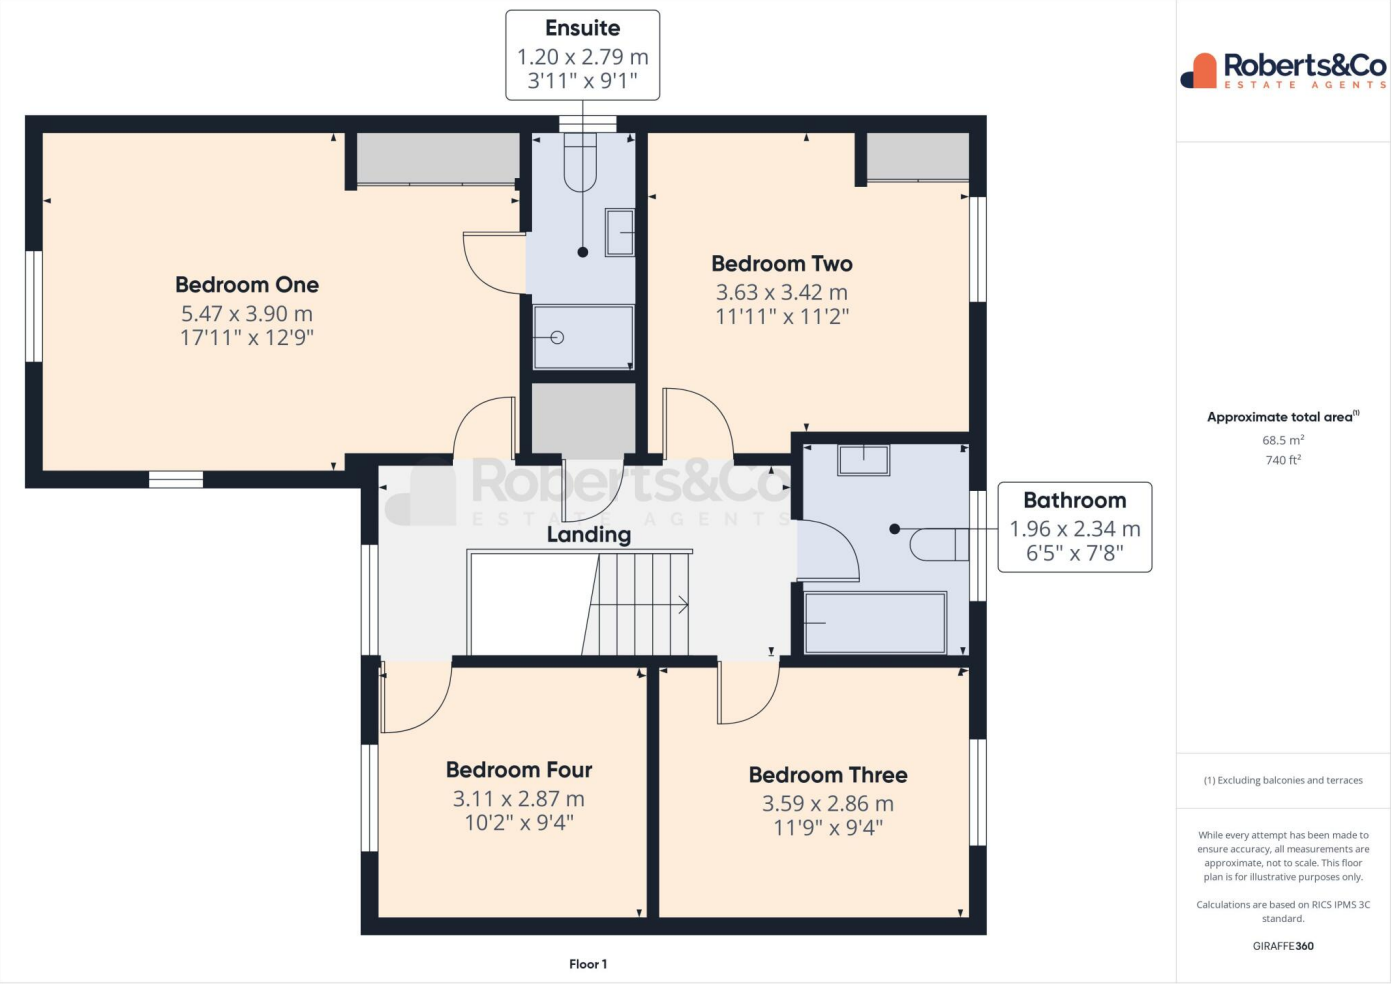 Ensuite
1.20 x 2.79 m
3'11" x 9'1"
Bedroom One
5.47 x 3.90 m
17'11" x 12'9"
Bedroom Two
3.63 x 3.42 m
11'11" x 11'2"
Roberts&Co
ESTATE AGENTS
Landing
Bathroom
1.96 x 2.34 m
6'5" x 7'8"
Bedroom Four
3.11 x 2.87 m
10'2" x 9'4"
Bedroom Three
3.59 x 2.86 m
11'9" x 9'4"
Floor 1
Roberts&Co
ESTATE AGENTS
Approximate total area⁽¹⁾
68.5 m²
740 ft²
(1) Excluding balconies and terraces
While every attempt has been made to
ensure accuracy, all measurements are
approximate, not to scale. This floor
plan is for illustrative purposes only.
Calculations are based on RICS IPMS 3C
standard.
GIRAFFE360